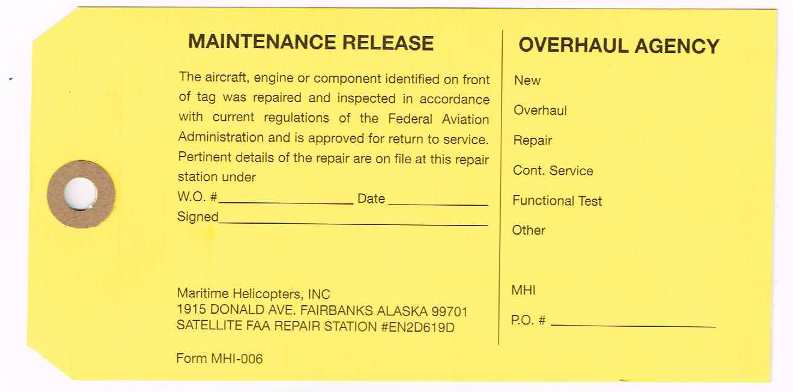 MAINTENANCE RELEASE
The aircraft, engine or component identified on front
of tag was repaired and inspected in accordance
with current regulations of the Federal Aviation
Administration and is approved for return to service.
Pertinent details of the repair are on file at this repair
station under
W.O. # Date
Signed
Maritime Helicopters, INC
1915 DONALD AVE. FAIRBANKS ALASKA 99701
SATELLITE FAA REPAIR STATION #EN2D619D
Form MHI-006
OVERHAUL AGENCY
New
Overhaul
Repair
Cont. Service
Functional Test
Other
MHI
P.O. #